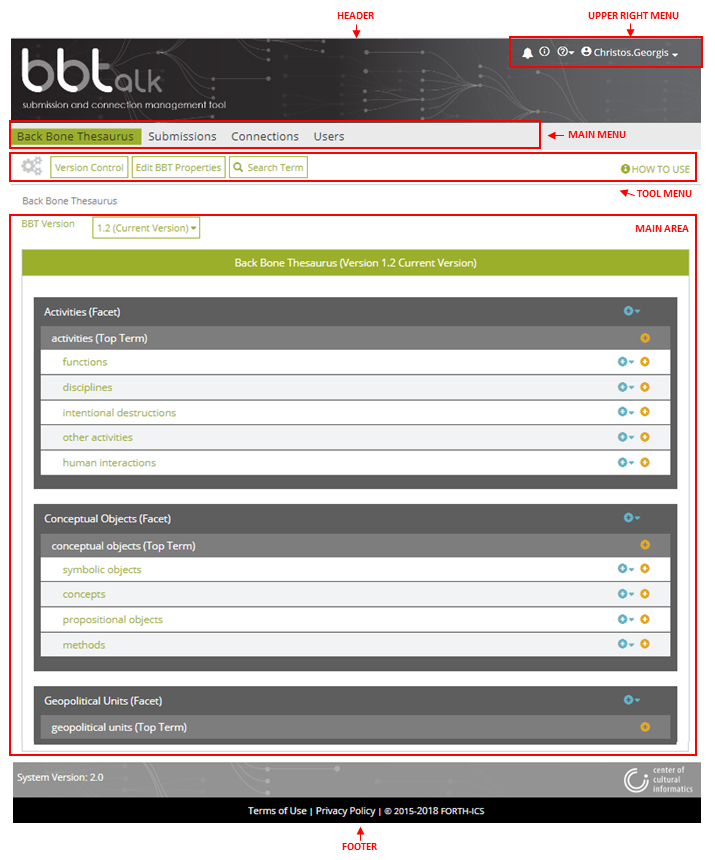 HEADER
UPPER RIGHT MENU
Christos.Georgis
bbtalk
submission and connection management tool
Back Bone Thesaurus Submissions Connections Users
MAIN MENU
Version Control Edit BBT Properties Search Term HOW TO USE
TOOL MENU
Back Bone Thesaurus
BBT Version 1.2 (Current Version)
MAIN AREA
Back Bone Thesaurus (Version 1.2 Current Version)
Activities (Facet)
activities (Top Term)
functions
disciplines
intentional destructions
other activities
human interactions
Conceptual Objects (Facet)
conceptual objects (Top Term)
symbolic objects
concepts
propositional objects
methods
Geopolitical Units (Facet)
geopolitical units (Top Term)
System Version: 2.0
center of
cultural
informatics
Terms of Use | Privacy Policy | © 2015-2018 FORTH-ICS
FOOTER